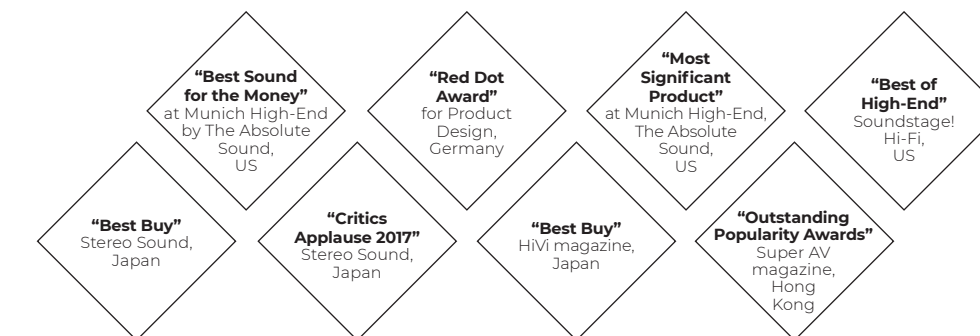 “Best Sound
for the Money”
at Munich High-End
by The Absolute
Sound,
US
“Red Dot
Award”
for Product
Design,
Germany
“Most
Significant
Product”
at Munich High-End,
The Absolute
Sound,
US
“Best of
High-End”
Soundstage!
Hi-Fi,
US
“Best Buy”
Stereo Sound,
Japan
“Critics
Applause 2017”
Stereo Sound,
Japan
“Best Buy”
HiVi magazine,
Japan
“Outstanding
Popularity Awards”
Super AV
magazine,
Hong
Kong